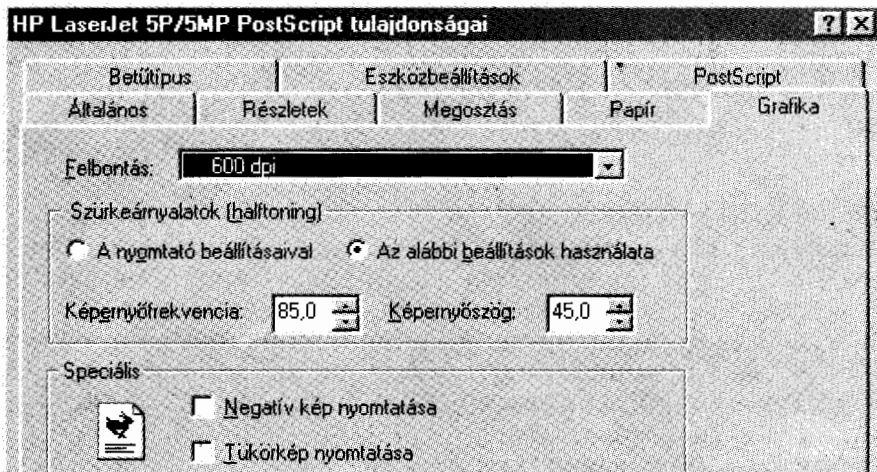 HP LaserJet 5P/5MP PostScript tulajdonságai
Betűtípus Eszközbeállítások PostScript
Általános Részletek Megosztás Papír Grafika
Felbontás: 600 dpi
Szürkeárnyalatok (halftoning)
A nyomtató beállításaival Az alábbi beállítások használata
Képernyőfrekvencia: 85,0 Képernyőszög: 45,0
Speciális
Negatív kép nyomtatása
Tükörkép nyomtatása